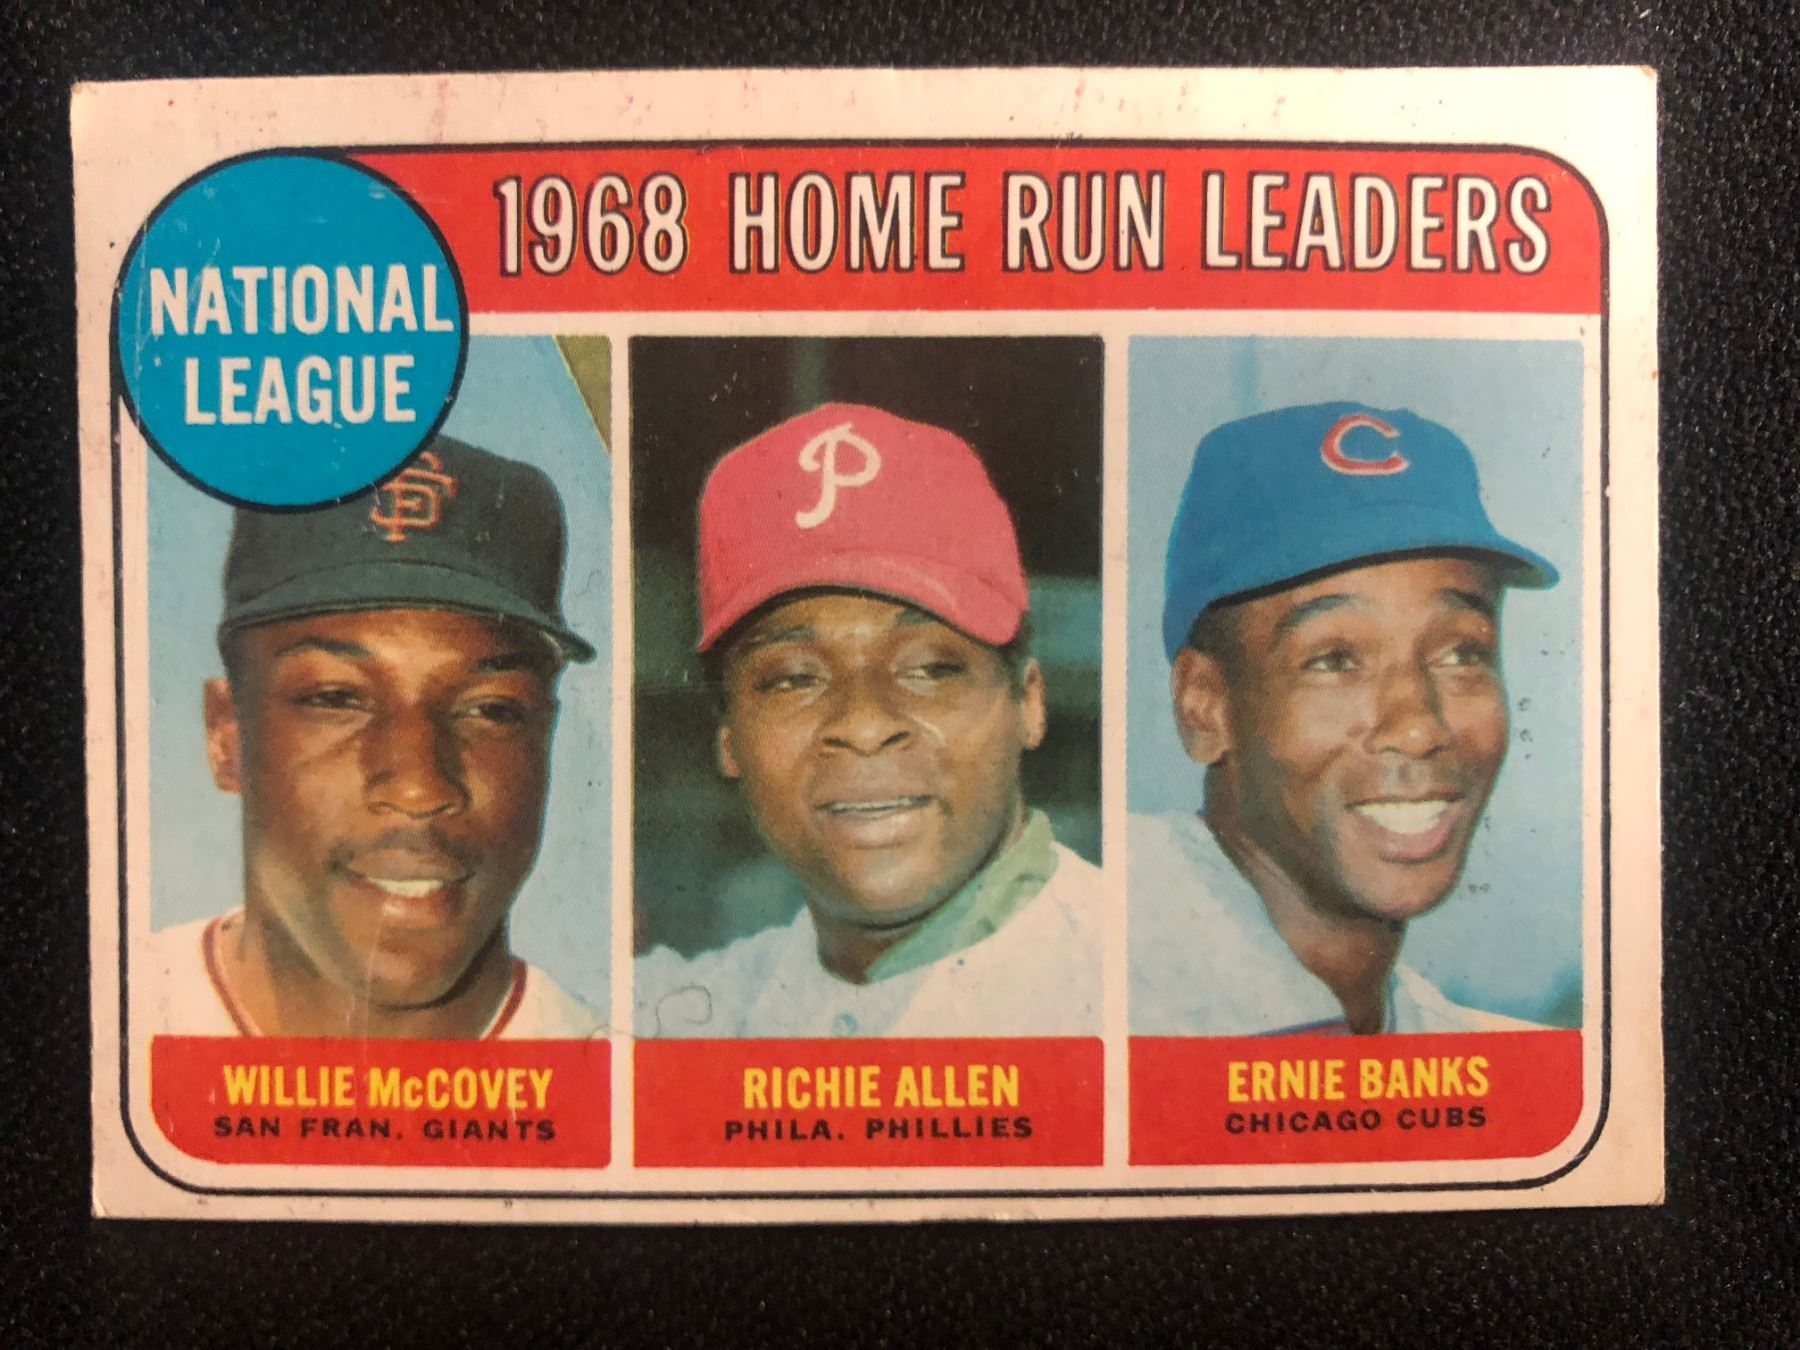 1968 HOME RUN LEADERS
NATIONAL
LEAGUE
SF
P
C
WILLIE McCOVEY
SAN FRAN. GIANTS
RICHIE ALLEN
PHILA. PHILLIES
ERNIE BANKS
CHICAGO CUBS